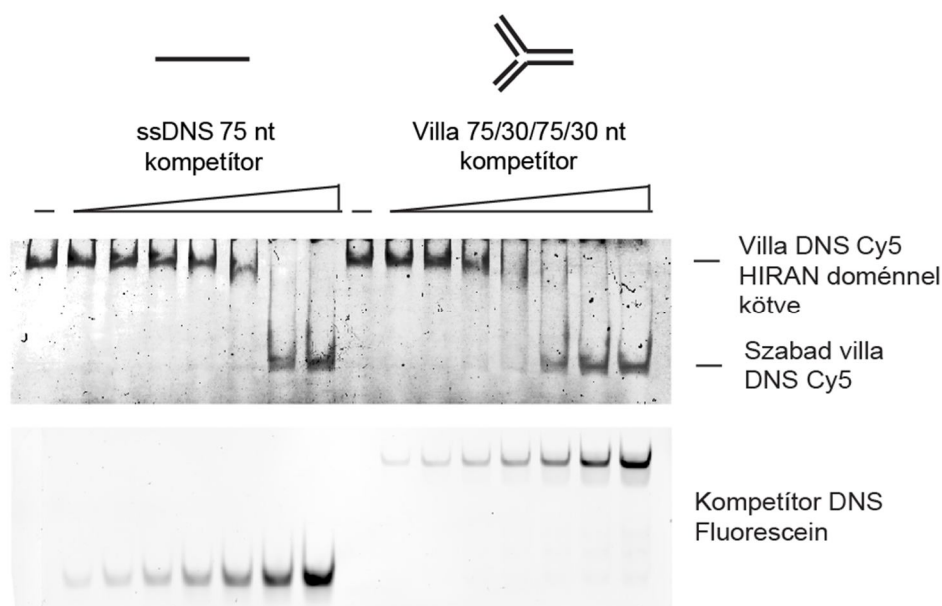 ssDNS 75 nt
kompetítor
Villa 75/30/75/30 nt
kompetítor
Villa DNS Cy5
HIRAN doménnel
kötve
Szabad villa
DNS Cy5
Kompetítor DNS
Fluorescein